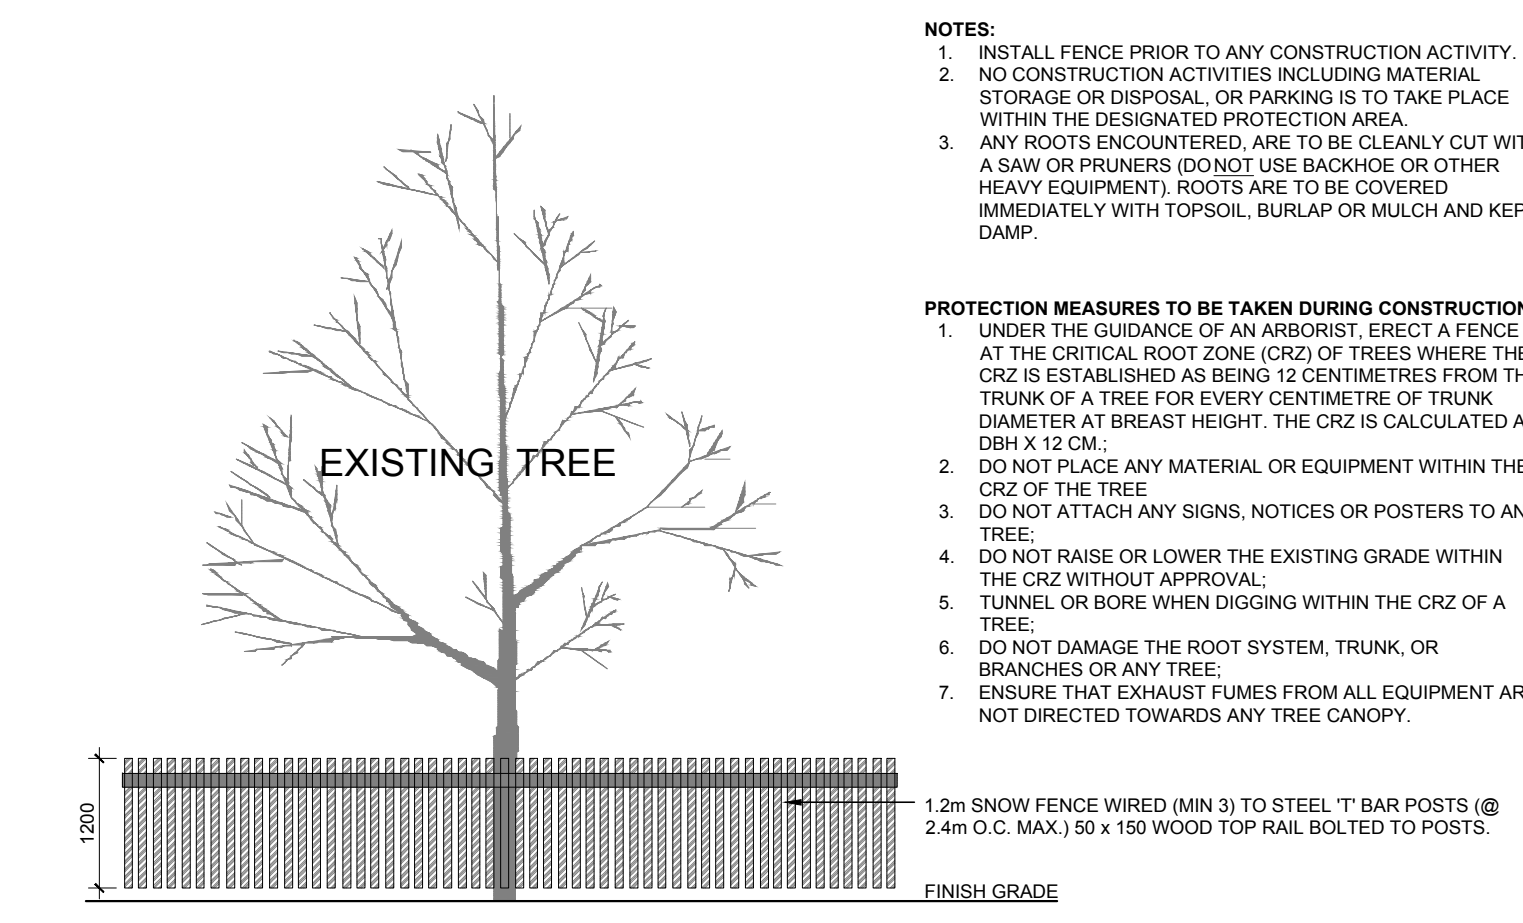 NOTES:
1. INSTALL FENCE PRIOR TO ANY CONSTRUCTION ACTIVITY.
2. NO CONSTRUCTION ACTIVITIES INCLUDING MATERIAL
STORAGE OR DISPOSAL, OR PARKING IS TO TAKE PLACE
WITHIN THE DESIGNATED PROTECTION AREA.
3. ANY ROOTS ENCOUNTERED, ARE TO BE CLEANLY CUT WIT
A SAW OR PRUNERS (DO NOT USE BACKHOE OR OTHER
HEAVY EQUIPMENT). ROOTS ARE TO BE COVERED
IMMEDIATELY WITH TOPSOIL, BURLAP OR MULCH AND KEP
DAMP.
PROTECTION MEASURES TO BE TAKEN DURING CONSTRUCTION
1. UNDER THE GUIDANCE OF AN ARBORIST, ERECT A FENCE
AT THE CRITICAL ROOT ZONE (CRZ) OF TREES WHERE THE
CRZ IS ESTABLISHED AS BEING 12 CENTIMETRES FROM TH
TRUNK OF A TREE FOR EVERY CENTIMETRE OF TRUNK
DIAMETER AT BREAST HEIGHT. THE CRZ IS CALCULATED A
DBH X 12 CM.;
2. DO NOT PLACE ANY MATERIAL OR EQUIPMENT WITHIN THE
CRZ OF THE TREE
3. DO NOT ATTACH ANY SIGNS, NOTICES OR POSTERS TO AN
TREE;
4. DO NOT RAISE OR LOWER THE EXISTING GRADE WITHIN
THE CRZ WITHOUT APPROVAL;
5. TUNNEL OR BORE WHEN DIGGING WITHIN THE CRZ OF A
TREE;
6. DO NOT DAMAGE THE ROOT SYSTEM, TRUNK, OR
BRANCHES OR ANY TREE;
7. ENSURE THAT EXHAUST FUMES FROM ALL EQUIPMENT AR
NOT DIRECTED TOWARDS ANY TREE CANOPY.
EXISTING TREE
1200
1.2m SNOW FENCE WIRED (MIN 3) TO STEEL 'T' BAR POSTS (@
2.4m O.C. MAX.) 50 x 150 WOOD TOP RAIL BOLTED TO POSTS.
FINISH GRADE